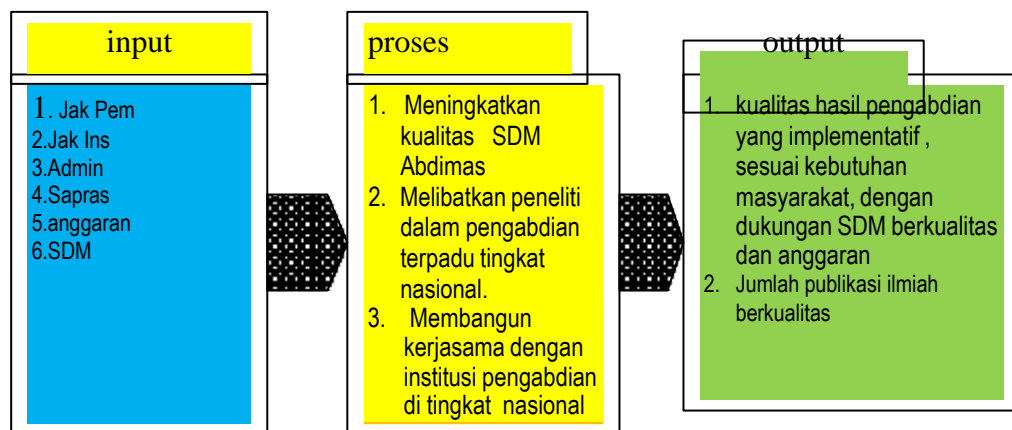 input
1. Jak Pem
2.Jak Ins
3.Admin
4.Sapras
5.anggaran
6.SDM
proses
1. Meningkatkan
kualitas SDM
Abdimas
2. Melibatkan peneliti
dalam pengabdian
terpadu tingkat
nasional.
3. Membangun
kerjasama dengan
institusi pengabdian
di tingkat nasional
output
1. kualitas hasil pengabdian
yang implementatif ,
sesuai kebutuhan
masyarakat, dengan
dukungan SDM berkualitas
dan anggaran
2. Jumlah publikasi ilmiah
berkualitas